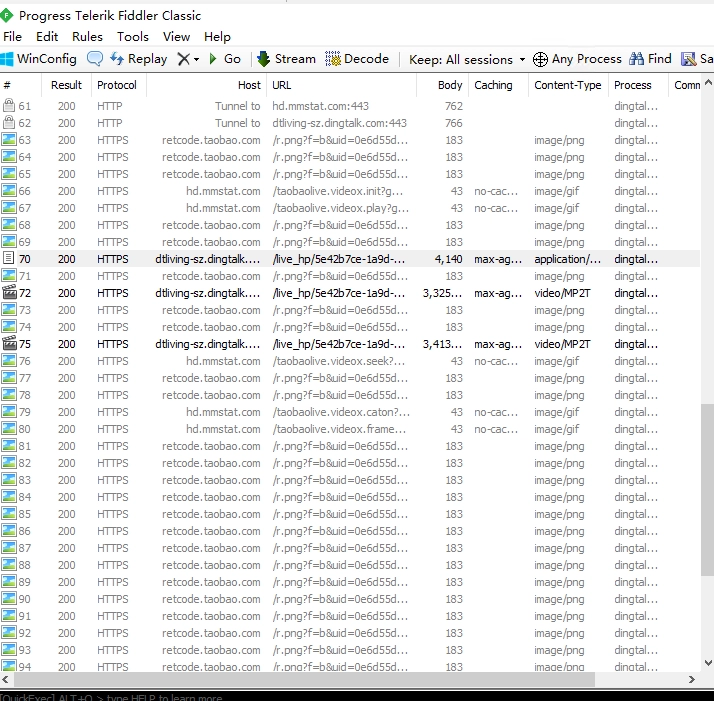 Progress Telerik Fiddler Classic
File Edit Rules Tools View Help
WinConfig Replay Go Stream Decode Keep: All sessions Any Process Find Sa
# Result Protocol Host URL Body Caching Content-Type Process Comm
61 200 HTTP Tunnel to hd.mmstat.com:443 762 dingtal...
62 200 HTTP Tunnel to dtliving-sz.dingtalk.com:443 766 dingtal...
63 200 HTTPS retcode.taobao.com /r.png?f=b&uid=0e6d55d... 183 image/png dingtal...
64 200 HTTPS retcode.taobao.com /r.png?f=b&uid=0e6d55d... 183 image/png dingtal...
65 200 HTTPS retcode.taobao.com /r.png?f=b&uid=0e6d55d... 183 image/png dingtal...
66 200 HTTPS hd.mmstat.com /taobaolive.videox.init?g... 43 no-cac... image/gif dingtal...
67 200 HTTPS hd.mmstat.com /taobaolive.videox.play?g... 43 no-cac... image/gif dingtal...
68 200 HTTPS retcode.taobao.com /r.png?f=b&uid=0e6d55d... 183 image/png dingtal...
69 200 HTTPS retcode.taobao.com /r.png?f=b&uid=0e6d55d... 183 image/png dingtal...
70 200 HTTPS dtliving-sz.dingtalk.... /live_hp/5e42b7ce-1a9d-... 4,140 max-ag... application/... dingtal...
71 200 HTTPS retcode.taobao.com /r.png?f=b&uid=0e6d55d... 183 image/png dingtal...
72 200 HTTPS dtliving-sz.dingtalk.... /live_hp/5e42b7ce-1a9d-... 3,325... max-ag... video/MP2T dingtal...
73 200 HTTPS retcode.taobao.com /r.png?f=b&uid=0e6d55d... 183 image/png dingtal...
74 200 HTTPS retcode.taobao.com /r.png?f=b&uid=0e6d55d... 183 image/png dingtal...
75 200 HTTPS dtliving-sz.dingtalk.... /live_hp/5e42b7ce-1a9d-... 3,413... max-ag... video/MP2T dingtal...
76 200 HTTPS hd.mmstat.com /taobaolive.videox.seek?... 43 no-cac... image/gif dingtal...
77 200 HTTPS retcode.taobao.com /r.png?f=b&uid=0e6d55d... 183 image/png dingtal...
78 200 HTTPS retcode.taobao.com /r.png?f=b&uid=0e6d55d... 183 image/png dingtal...
79 200 HTTPS hd.mmstat.com /taobaolive.videox.caton?... 43 no-cac... image/gif dingtal...
80 200 HTTPS hd.mmstat.com /taobaolive.videox.frame... 43 no-cac... image/gif dingtal...
81 200 HTTPS retcode.taobao.com /r.png?f=b&uid=0e6d55d... 183 image/png dingtal...
82 200 HTTPS retcode.taobao.com /r.png?f=b&uid=0e6d55d... 183 image/png dingtal...
83 200 HTTPS retcode.taobao.com /r.png?f=b&uid=0e6d55d... 183 image/png dingtal...
84 200 HTTPS retcode.taobao.com /r.png?f=b&uid=0e6d55d... 183 image/png dingtal...
85 200 HTTPS retcode.taobao.com /r.png?f=b&uid=0e6d55d... 183 image/png dingtal...
86 200 HTTPS retcode.taobao.com /r.png?f=b&uid=0e6d55d... 183 image/png dingtal...
87 200 HTTPS retcode.taobao.com /r.png?f=b&uid=0e6d55d... 183 image/png dingtal...
88 200 HTTPS retcode.taobao.com /r.png?f=b&uid=0e6d55d... 183 image/png dingtal...
89 200 HTTPS retcode.taobao.com /r.png?f=b&uid=0e6d55d... 183 image/png dingtal...
90 200 HTTPS retcode.taobao.com /r.png?f=b&uid=0e6d55d... 183 image/png dingtal...
91 200 HTTPS retcode.taobao.com /r.png?f=b&uid=0e6d55d... 183 image/png dingtal...
92 200 HTTPS retcode.taobao.com /r.png?f=b&uid=0e6d55d... 183 image/png dingtal...
93 200 HTTPS retcode.taobao.com /r.png?f=b&uid=0e6d55d... 183 image/png dingtal...
94 200 HTTPS retcode.taobao.com /r.png?f=b&uid=0e6d55d... 183 image/png dingtal...
[QuickExec] ALT+Q > type HELP to learn more